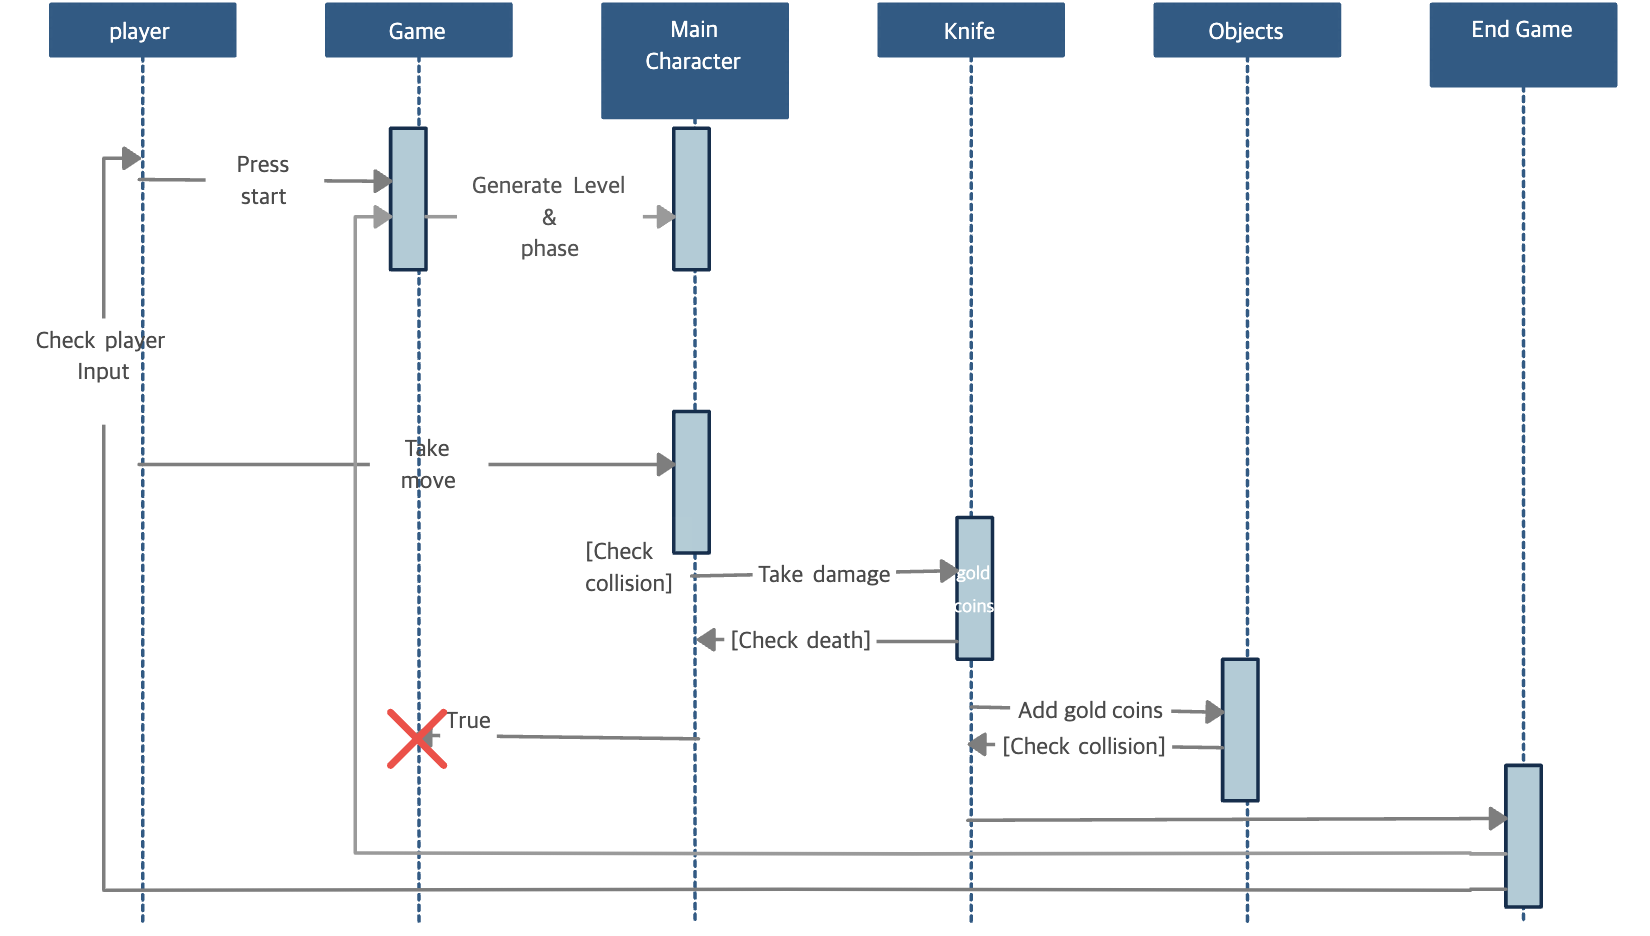 player
Game
Main
Character
Knife
Objects
End Game
Press
start
Generate Level
&
phase
Check player
Input
Take
move
[Check
collision]
Take damage
gold
coins
[Check death]
Add gold coins
True
[Check collision]